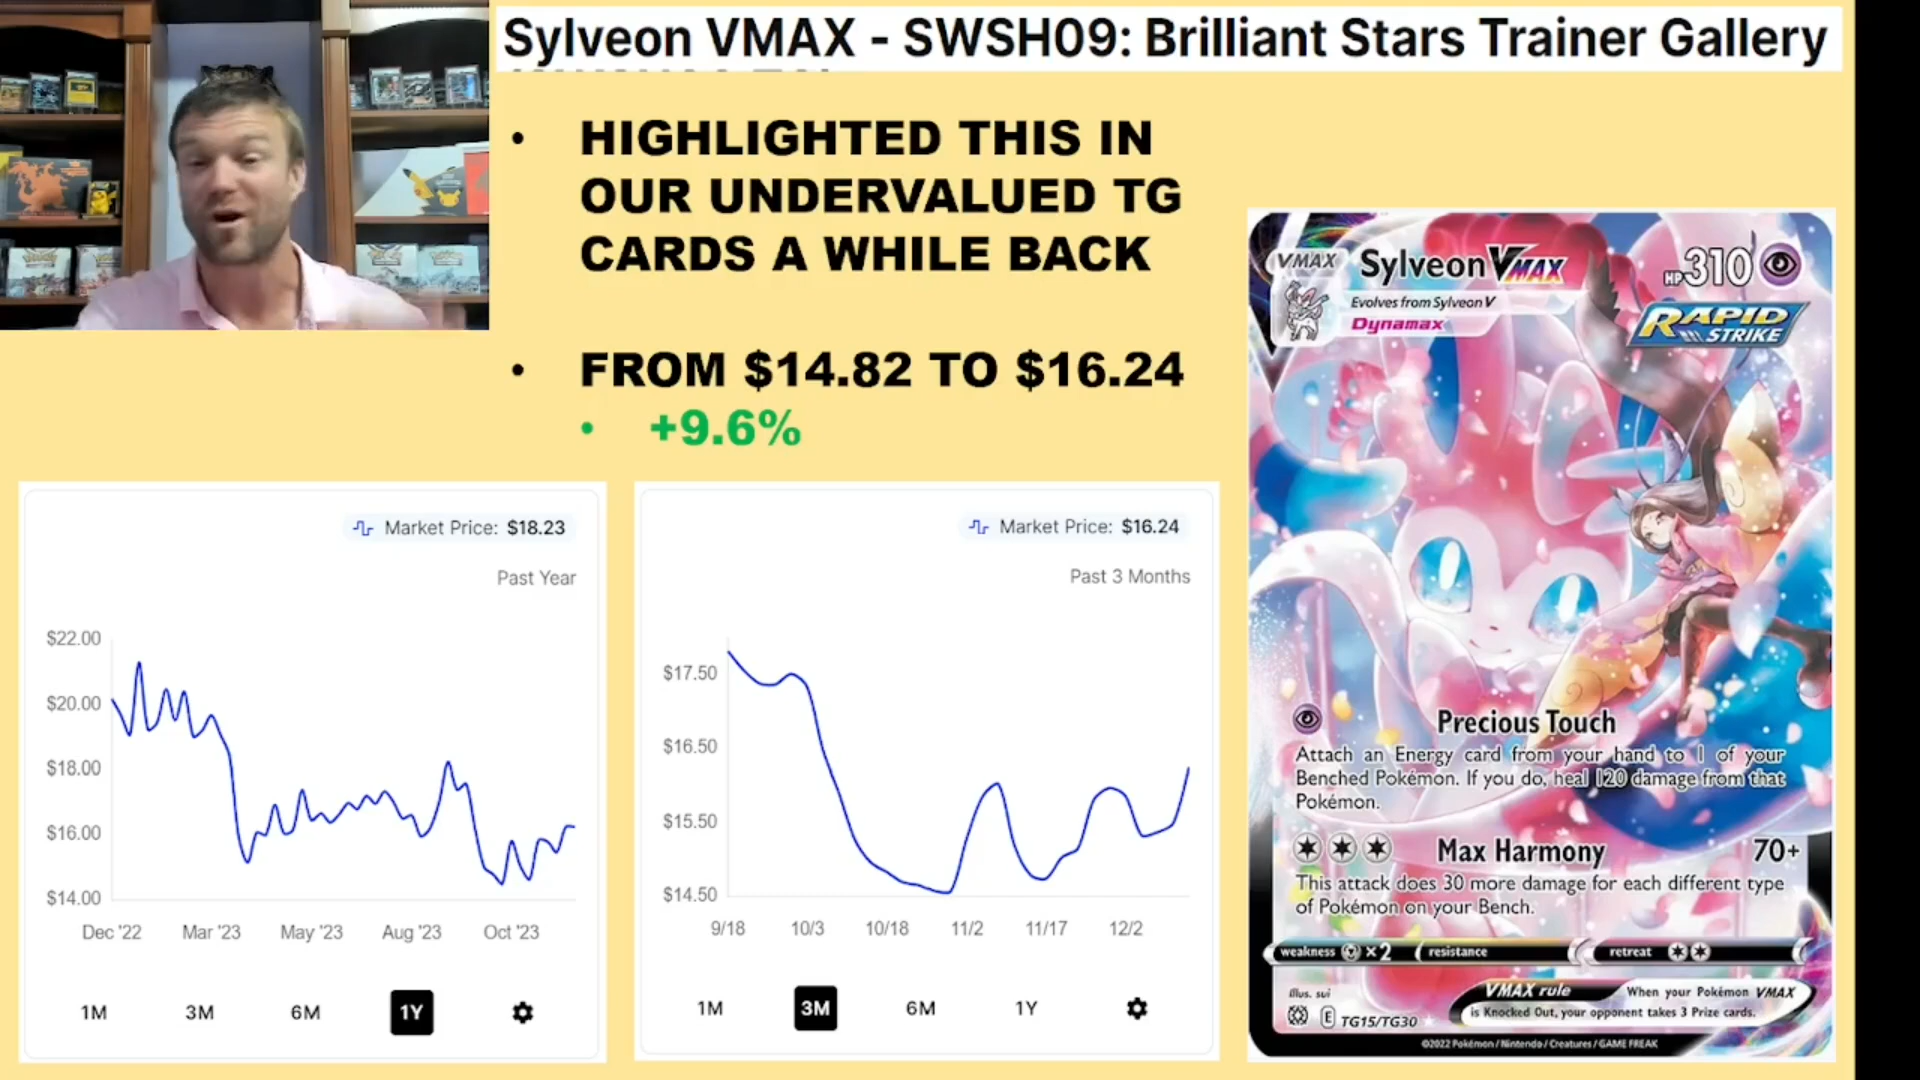 Sylveon VMAX - SWSH09: Brilliant Stars Trainer Gallery
• HIGHLIGHTED THIS IN
OUR UNDERVALUED TG
CARDS A WHILE BACK
• FROM $14.82 TO $16.24
• +9.6%
Market Price: $18.23
Past Year
$22.00
$20.00
$18.00
$16.00
$14.00
Dec '22 Mar '23 May '23 Aug '23 Oct '23
1M 3M 6M 1Y
Market Price: $16.24
Past 3 Months
$17.50
$16.50
$15.50
$14.50
9/18 10/3 10/18 11/2 11/17 12/2
1M 3M 6M 1Y
VMAX Sylveon VMAX HP 310
Evolves from Sylveon V
Dynamax
RAPID
STRIKE
Precious Touch
Attach an Energy card from your hand to 1 of your
Benched Pokémon. If you do, heal 120 damage from that
Pokémon.
Max Harmony 70+
This attack does 30 more damage for each different type
of Pokémon on your Bench.
weakness ×2 resistance retreat
Illus. sui
VMAX rule When your Pokémon VMAX
is Knocked Out, your opponent takes 3 Prize cards.
E TG15/TG30
©2022 Pokémon / Nintendo / Creatures / GAME FREAK